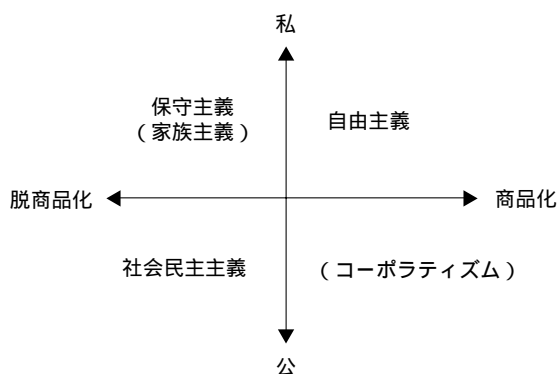 私
保守主義
(家族主義)
自由主義
脱商品化
商品化
社会民主主義
(コーポラティズム)
公